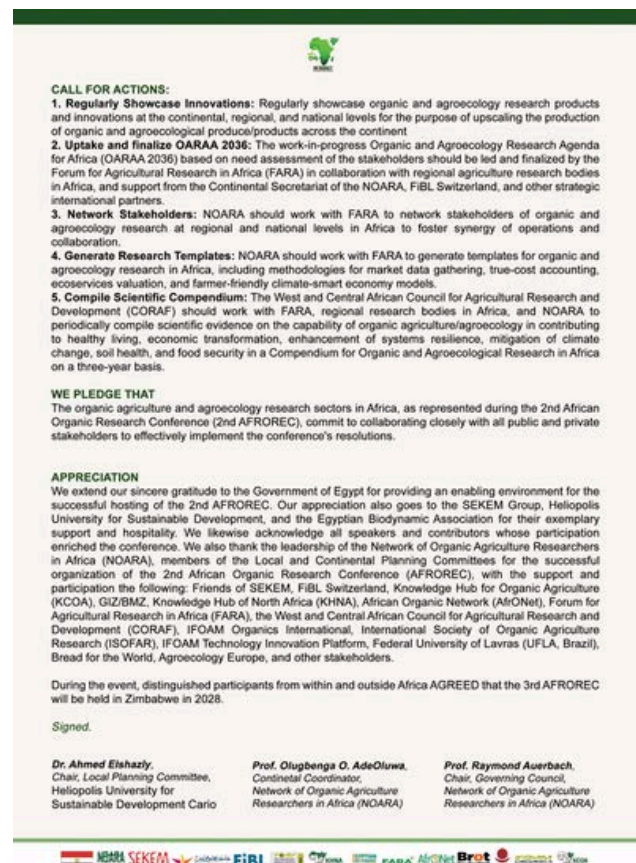 CALL FOR ACTIONS:
1. Regularly Showcase Innovations: Regularly showcase organic and agroecology research products
and innovations at the continental, regional, and national levels for the purpose of upscaling the production
of organic and agroecological produce/products across the continent
2. Uptake and finalize OARAA 2036: The work-in-progress Organic and Agroecology Research Agenda
for Africa (OARAA 2036) based on need assessment of the stakeholders should be led and finalized by the
Forum for Agricultural Research in Africa (FARA) in collaboration with regional agriculture research bodies
in Africa, and support from the Continental Secretariat of the NOARA, FiBL Switzerland, and other strategic
international partners.
3. Network Stakeholders: NOARA should work with FARA to network stakeholders of organic and
agroecology research at regional and national levels in Africa to foster synergy of operations and
collaboration.
4. Generate Research Templates: NOARA should work with FARA to generate templates for organic and
agroecology research in Africa, including methodologies for market data gathering, true-cost accounting,
ecoservices valuation, and farmer-friendly climate-smart economy models.
5. Compile Scientific Compendium: The West and Central African Council for Agricultural Research and
Development (CORAF) should work with FARA, regional research bodies in Africa, and NOARA to
periodically compile scientific evidence on the capability of organic agriculture/agroecology in contributing
to healthy living, economic transformation, enhancement of systems resilience, mitigation of climate
change, soil health, and food security in a Compendium for Organic and Agroecological Research in Africa
on a three-year basis.
WE PLEDGE THAT
The organic agriculture and agroecology research sectors in Africa, as represented during the 2nd African
Organic Research Conference (2nd AFROREC), commit to collaborating closely with all public and private
stakeholders to effectively implement the conference's resolutions.
APPRECIATION
We extend our sincere gratitude to the Government of Egypt for providing an enabling environment for the
successful hosting of the 2nd AFROREC. Our appreciation also goes to the SEKEM Group, Heliopolis
University for Sustainable Development, and the Egyptian Biodynamic Association for their exemplary
support and hospitality. We likewise acknowledge all speakers and contributors whose participation
enriched the conference. We also thank the leadership of the Network of Organic Agriculture Researchers
in Africa (NOARA), members of the Local and Continental Planning Committees for the successful
organization of the 2nd African Organic Research Conference (AFROREC), with the support and
participation the following: Friends of SEKEM, FiBL Switzerland, Knowledge Hub for Organic Agriculture
(KCOA), GIZ/BMZ, Knowledge Hub of North Africa (KHNA), African Organic Network (AfrONet), Forum for
Agricultural Research in Africa (FARA), the West and Central African Council for Agricultural Research and
Development (CORAF), IFOAM Organics International, International Society of Organic Agriculture
Research (ISOFAR), IFOAM Technology Innovation Platform, Federal University of Lavras (UFLA, Brazil),
Bread for the World, Agroecology Europe, and other stakeholders.
During the event, distinguished participants from within and outside Africa AGREED that the 3rd AFROREC
will be held in Zimbabwe in 2028.
Signed.
Dr. Ahmed Elshazly,
Chair, Local Planning Committee,
Heliopolis University for
Sustainable Development Cario
Prof. Olugbenga O. AdeOluwa,
Continetal Coordinator,
Network of Organic Agriculture
Researchers in Africa (NOARA)
Prof. Raymond Auerbach,
Chair, Governing Council,
Network of Organic Agriculture
Researchers in Africa (NOARA)
NOARA SEKEM FiBL KHNA FARA AfrONet Brot KCOA